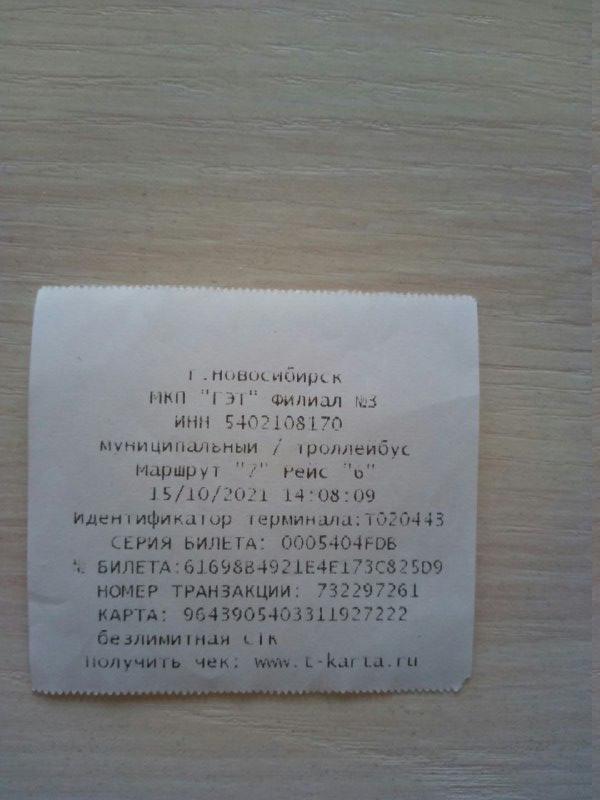 г.Новосибирск
МКП "ГЭТ" Филиал №3
ИНН 5402108170
муниципальный / троллейбус
Маршрут "7" Рейс "6"
15/10/2021 14:08:09
Идентификатор терминала:T020443
СЕРИЯ БИЛЕТА: 0005404FDB
№ БИЛЕТА:61698B4921E4E173C825D9
НОМЕР ТРАНЗАКЦИИ: 732297261
КАРТА: 9643905403311927222
безлимитная СТК
Получить чек: www.t-karta.ru